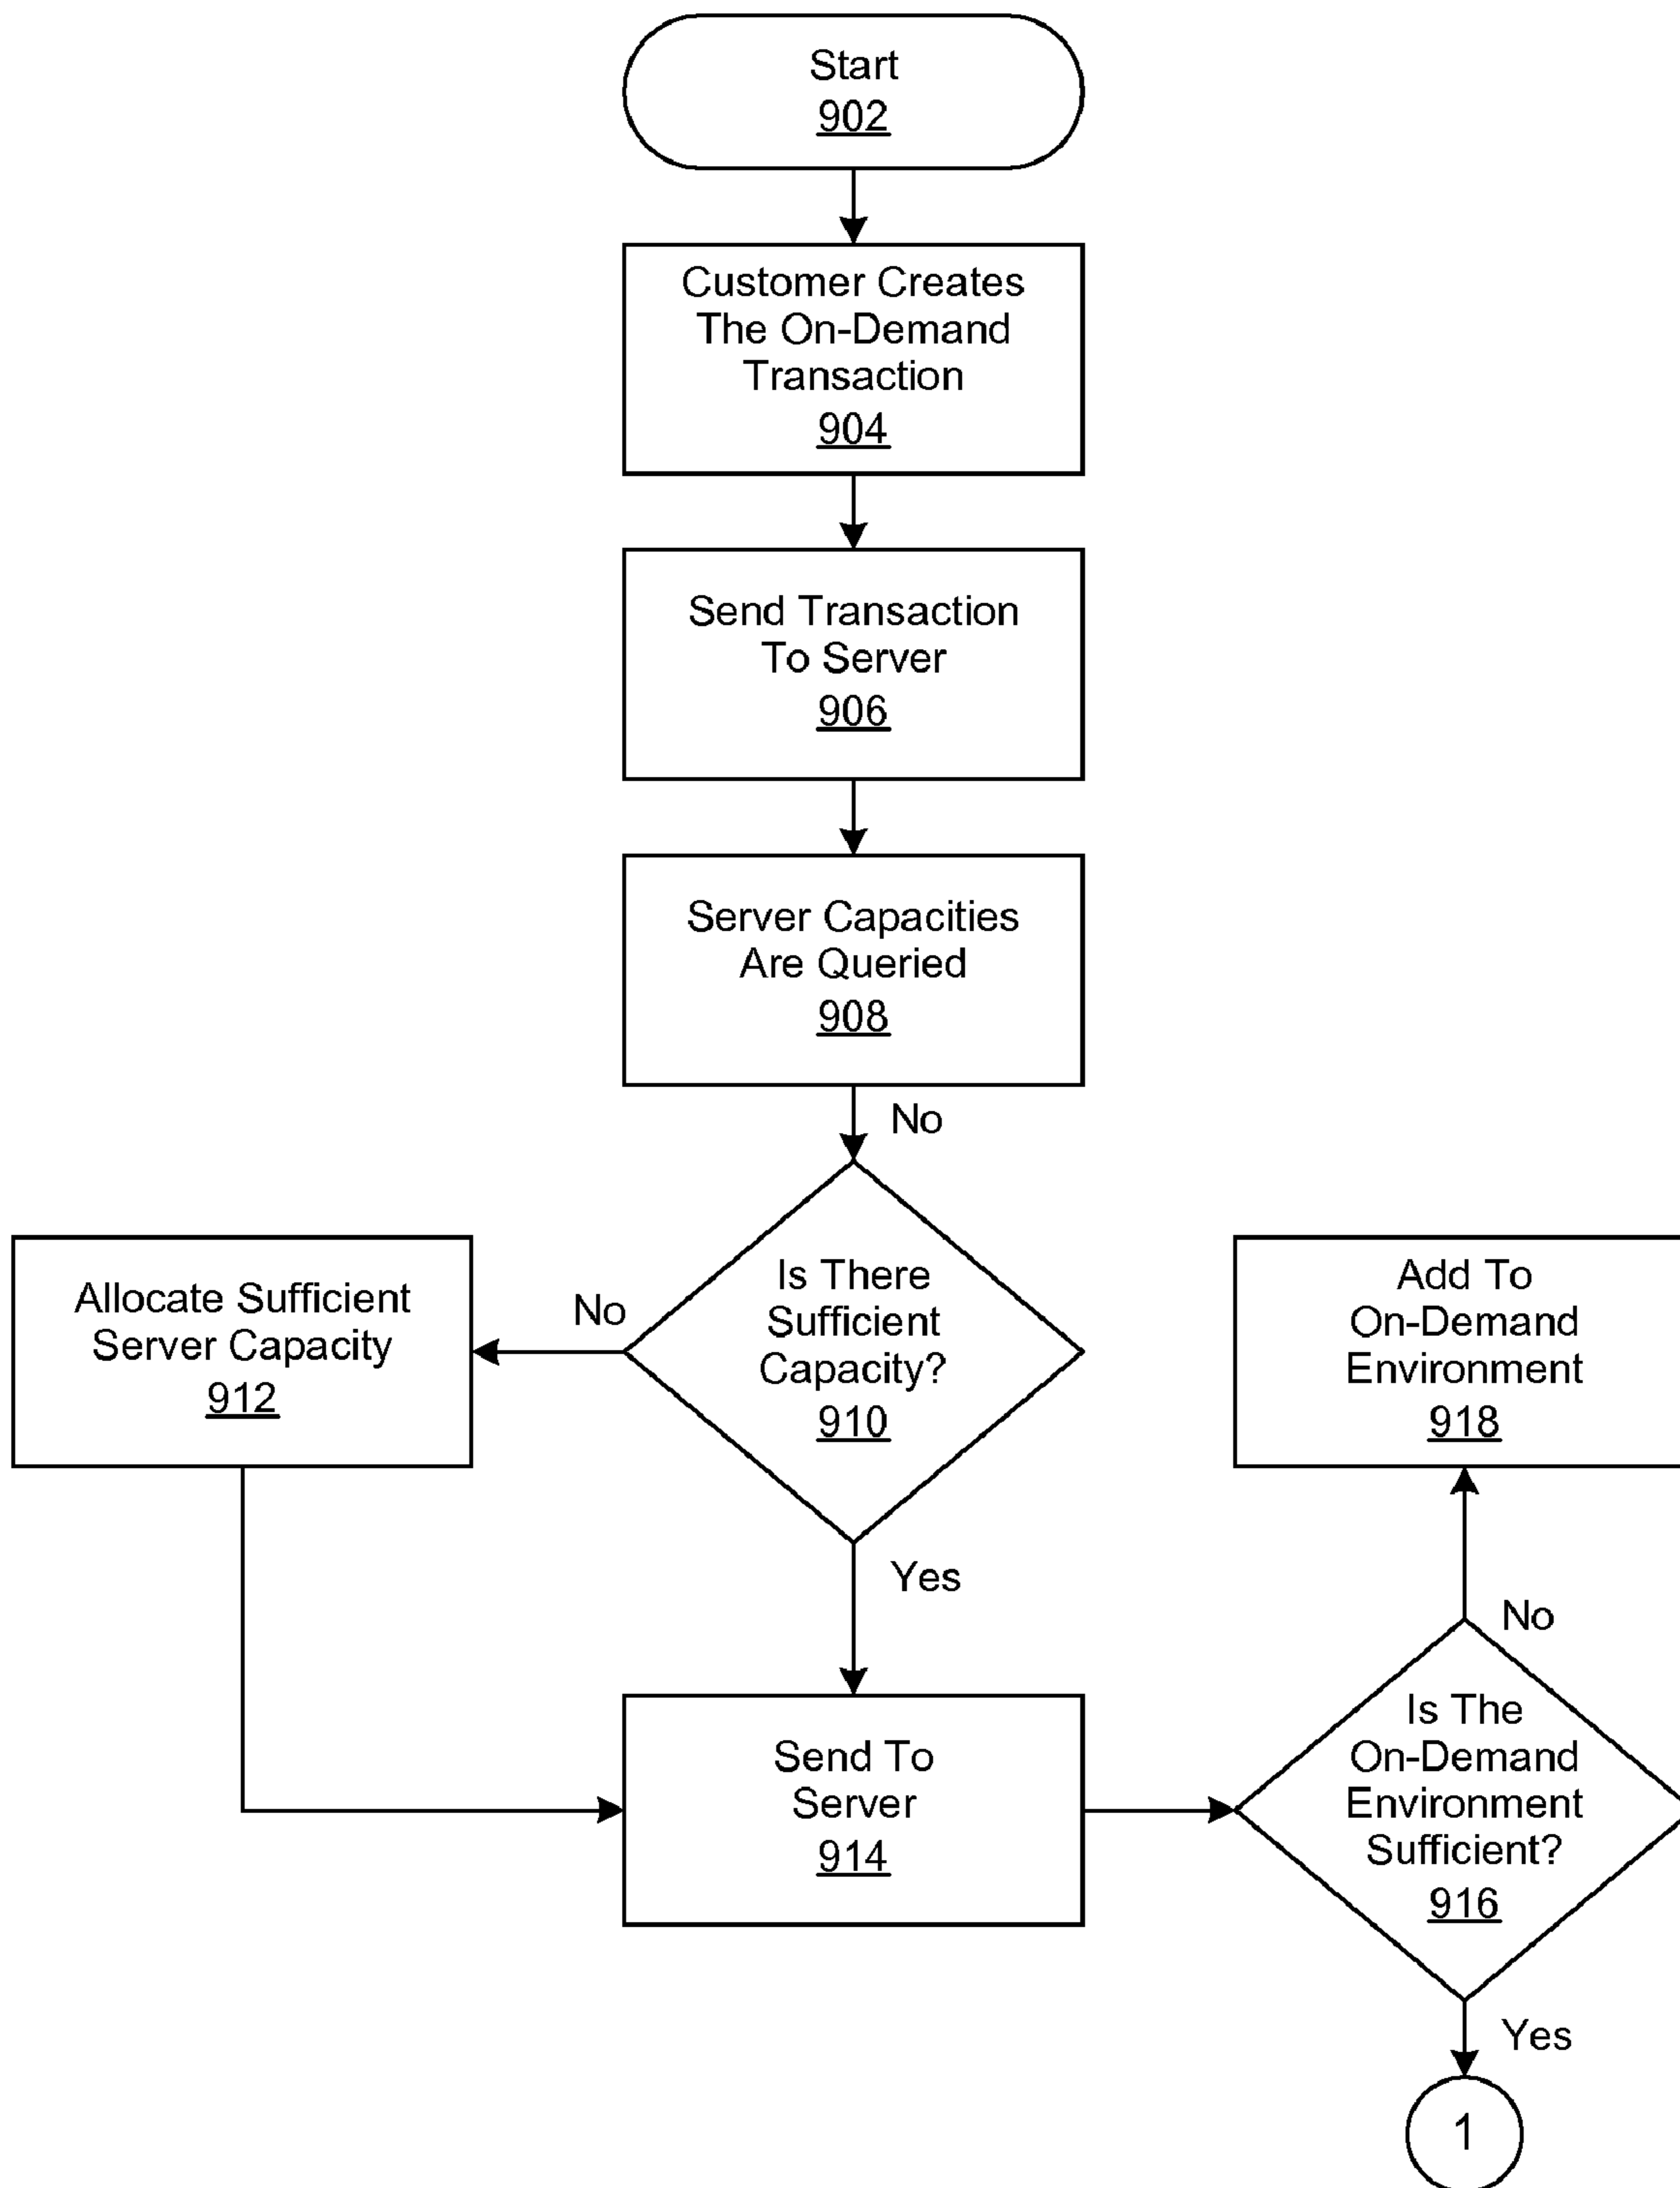 Start
902
Customer Creates
The On-Demand
Transaction
904
Send Transaction
To Server
906
Server Capacities
Are Queried
908
No
Is There
Sufficient
Capacity?
910
No
Allocate Sufficient
Server Capacity
912
Yes
Send To
Server
914
Add To
On-Demand
Environment
918
No
Is The
On-Demand
Environment
Sufficient?
916
Yes
1